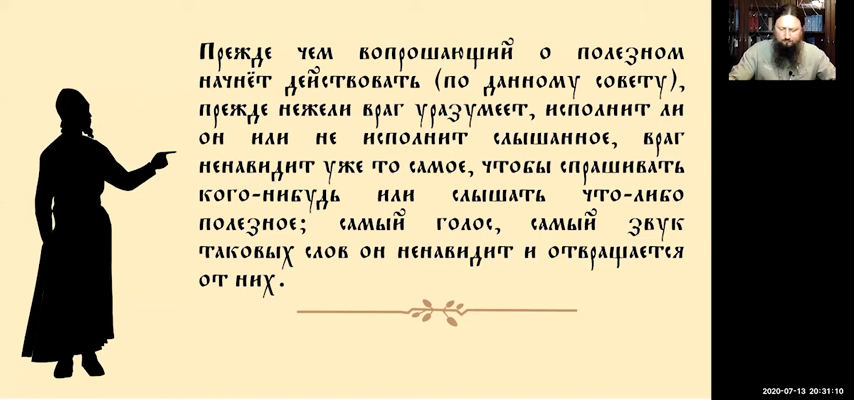 Прежде чем вопрошающий о полезном
начнёт действовать (по данному совету),
прежде нежели враг уразумеет, исполнит ли
он или не исполнит слышанное, враг
ненавидит уже то самое, чтобы спрашивать
кого-нибудь или слышать что-либо
полезное; самый голос, самый звук
таковых слов он ненавидит и отвращается
от них.
2020-07-13 20:31:10